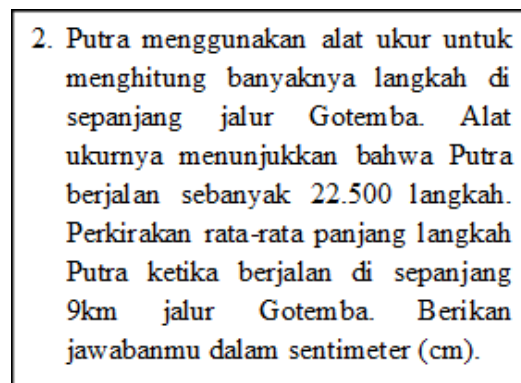 2. Putra menggunakan alat ukur untuk
menghitung banyaknya langkah di
sepanjang jalur Gotemba. Alat
ukurnya menunjukkan bahwa Putra
berjalan sebanyak 22.500 langkah.
Perkirakan rata-rata panjang langkah
Putra ketika berjalan di sepanjang
9km jalur Gotemba. Berikan
jawabanmu dalam sentimeter (cm).